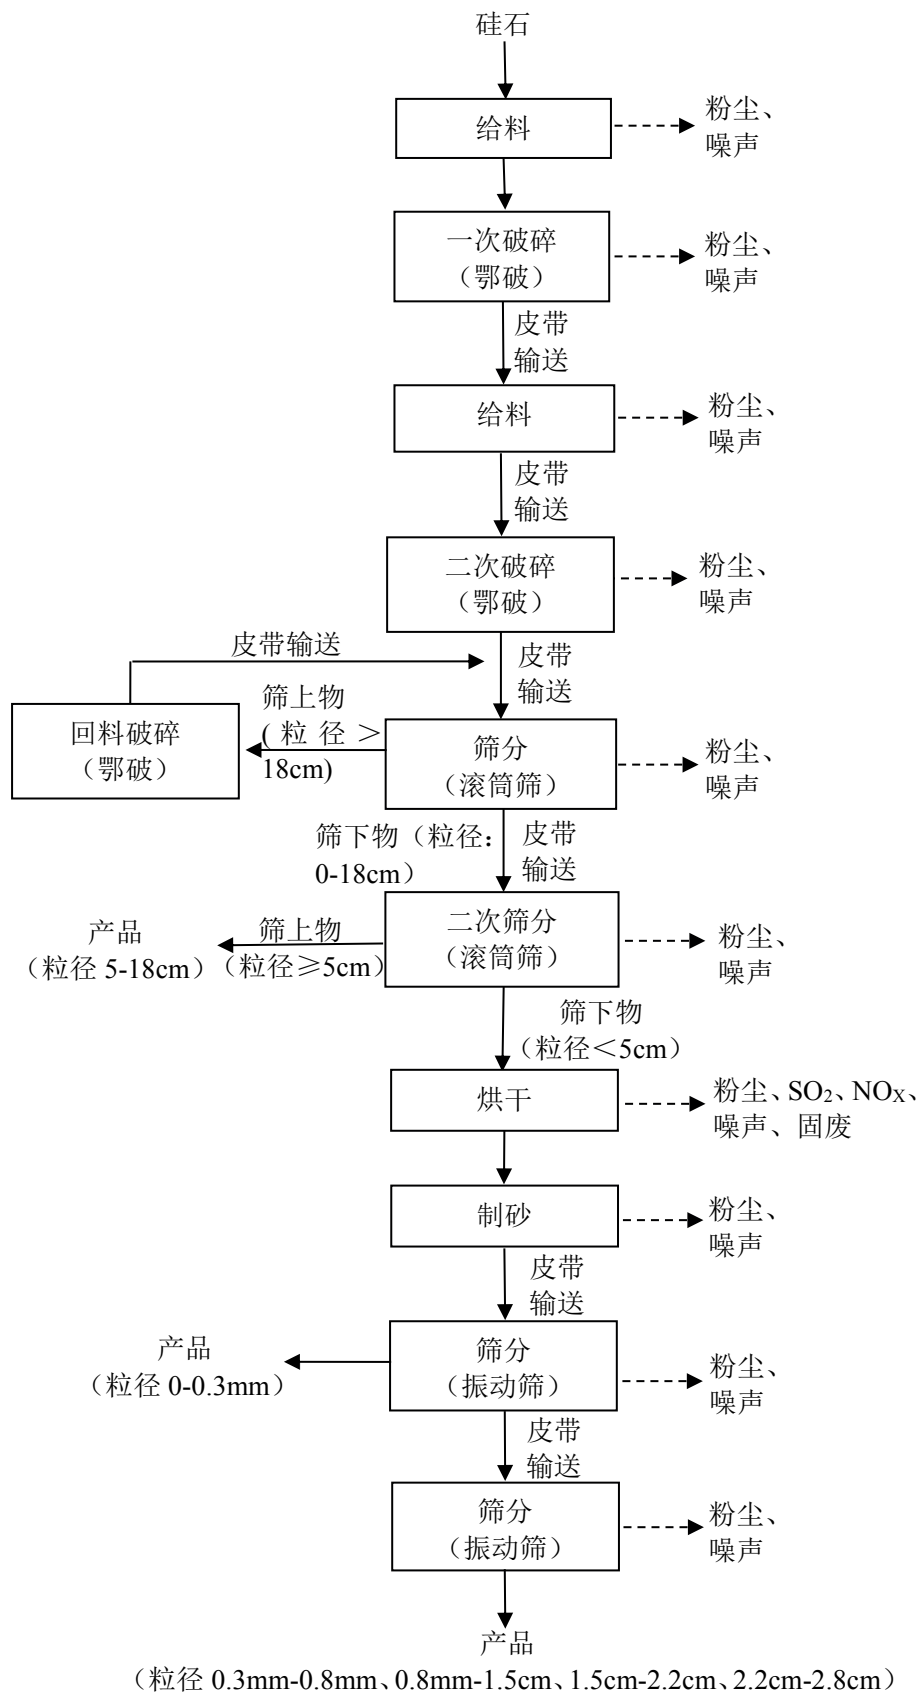 硅石
给料
粉尘、
噪声
一次破碎
（鄂破）
粉尘、
噪声
皮带
输送
给料
粉尘、
噪声
皮带
输送
二次破碎
（鄂破）
粉尘、
噪声
皮带输送
皮带
输送
回料破碎
（鄂破）
筛上物
(粒径＞
18cm)
筛分
（滚筒筛）
粉尘、
噪声
筛下物（粒径：
0-18cm）
皮带
输送
产品
（粒径 5-18cm）
筛上物
（粒径≥5cm）
二次筛分
（滚筒筛）
粉尘、
噪声
筛下物
（粒径＜5cm）
烘干
粉尘、SO₂、NOX、
噪声、固废
制砂
粉尘、
噪声
皮带
输送
产品
（粒径 0-0.3mm）
筛分
（振动筛）
粉尘、
噪声
皮带
输送
筛分
（振动筛）
粉尘、
噪声
产品
（粒径 0.3mm-0.8mm、0.8mm-1.5cm、1.5cm-2.2cm、2.2cm-2.8cm）